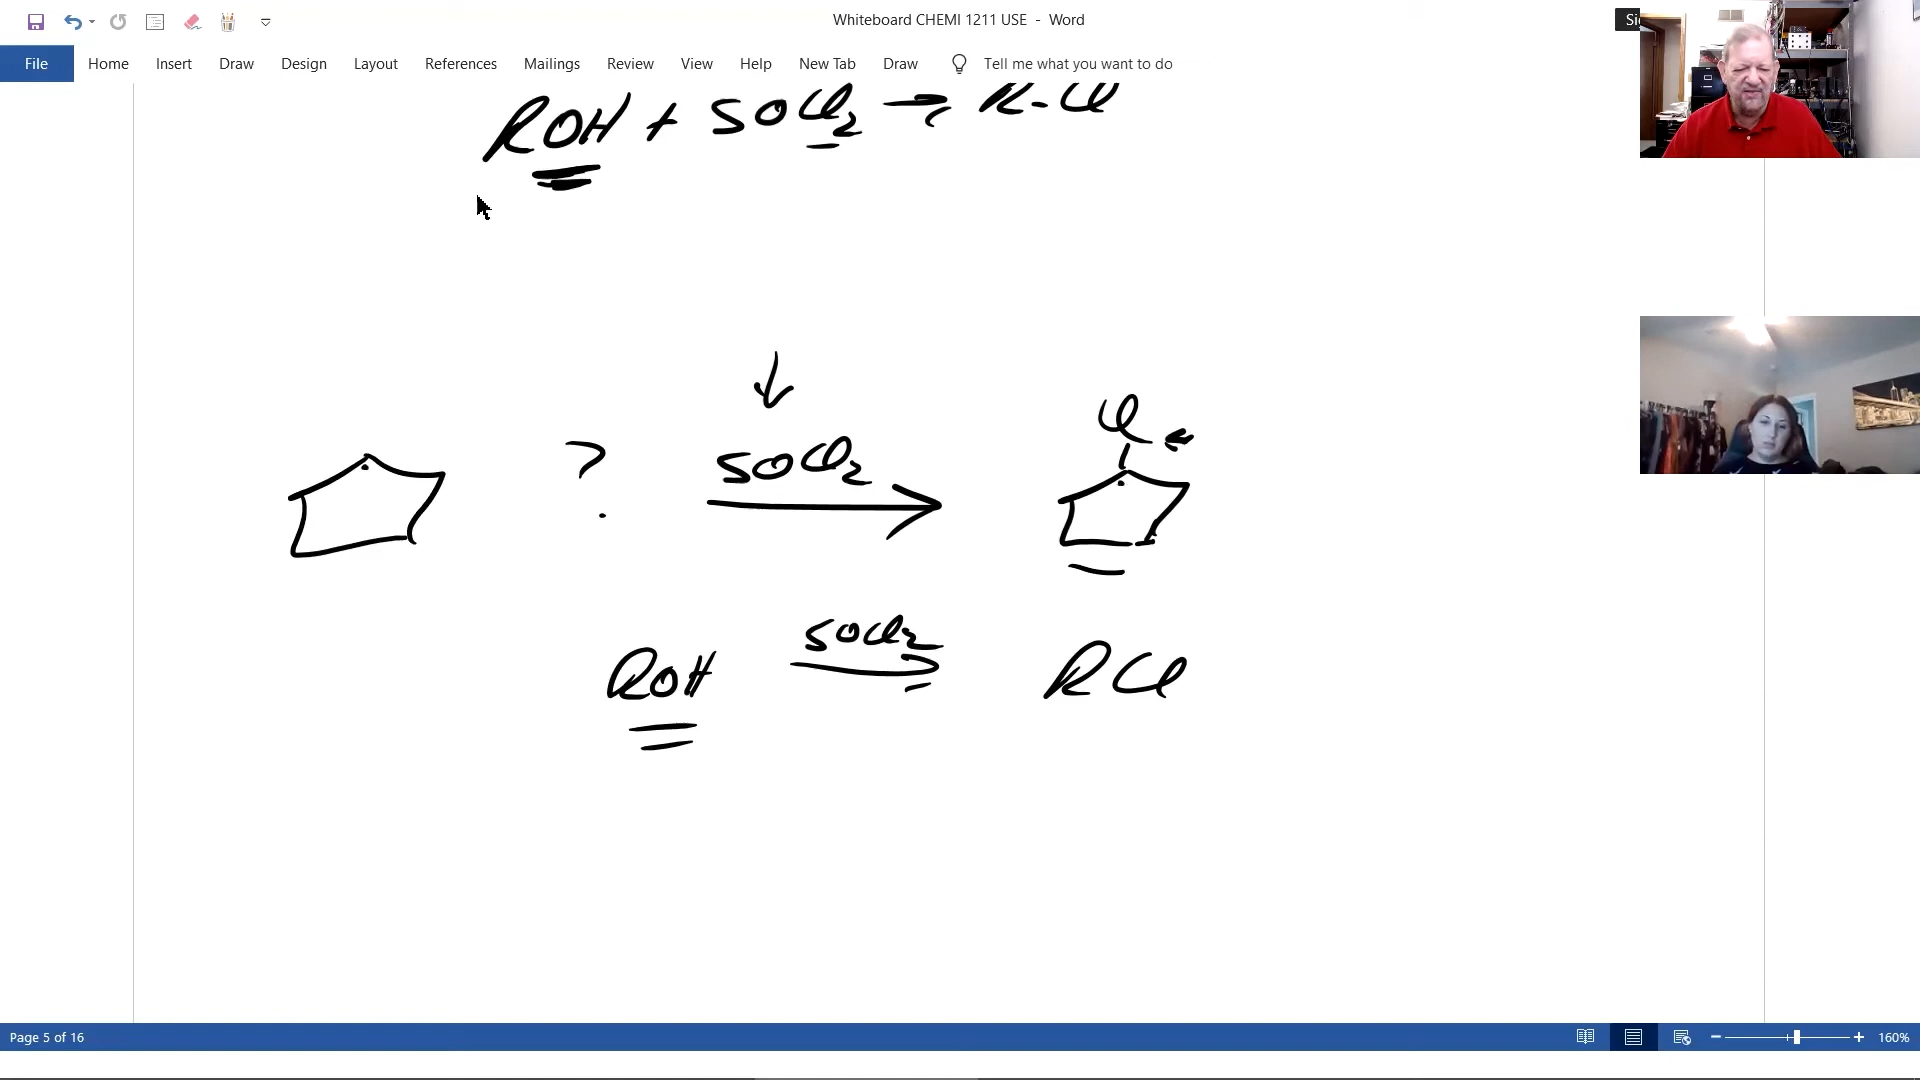 Whiteboard CHEMI 1211 USE - Word
File Home Insert Draw Design Layout References Mailings Review View Help New Tab Draw Tell me what you want to do
ROH + SOCl2 → R-Cl
? SOCl2 Cl
ROH SOCl2 RCl
Page 5 of 16 160%